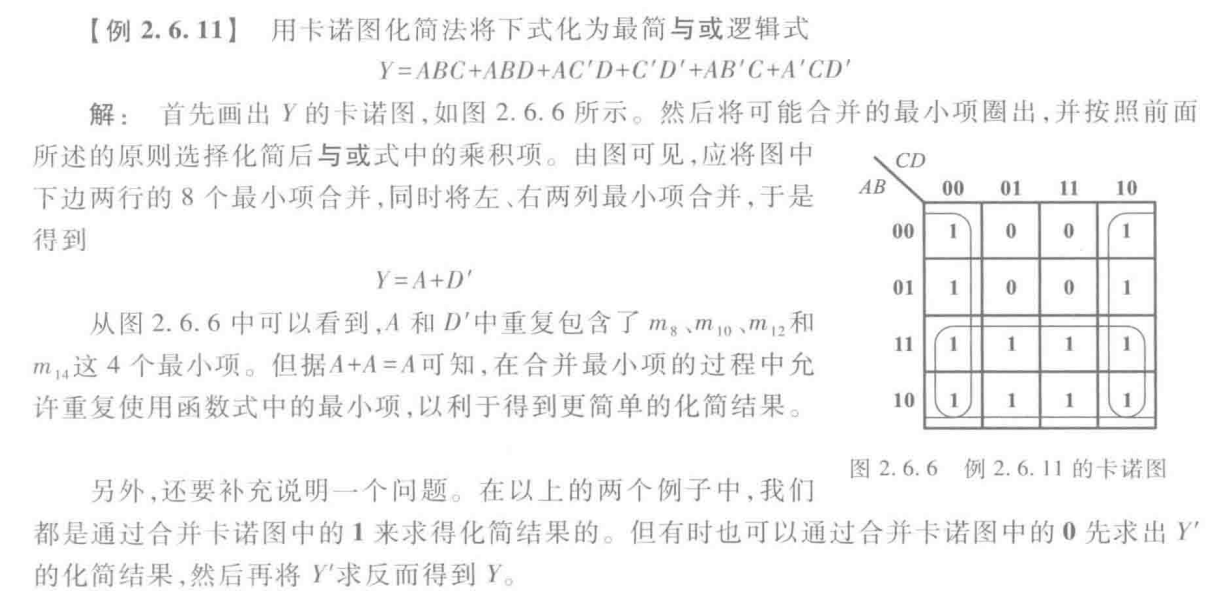 【例 2.6.11】 用卡诺图化简法将下式化为最简与或逻辑式
Y=ABC+ABD+AC′D+C′D′+AB′C+A′CD′
解： 首先画出 Y 的卡诺图,如图 2.6.6 所示。然后将可能合并的最小项圈出,并按照前面
所述的原则选择化简后与或式中的乘积项。由图可见,应将图中
下边两行的 8 个最小项合并,同时将左、右两列最小项合并,于是
得到
Y=A+D′
从图 2.6.6 中可以看到,A 和 D′中重复包含了 m₈、m₁₀、m₁₂和
m₁₄这 4 个最小项。但据A+A=A可知,在合并最小项的过程中允
许重复使用函数式中的最小项,以利于得到更简单的化简结果。
CD
AB 00 01 11 10
00 1 0 0 1
01 1 0 0 1
11 1 1 1 1
10 1 1 1 1
图 2.6.6 例 2.6.11 的卡诺图
另外,还要补充说明一个问题。在以上的两个例子中,我们
都是通过合并卡诺图中的 1 来求得化简结果的。但有时也可以通过合并卡诺图中的 0 先求出 Y′
的化简结果,然后再将 Y′求反而得到 Y。